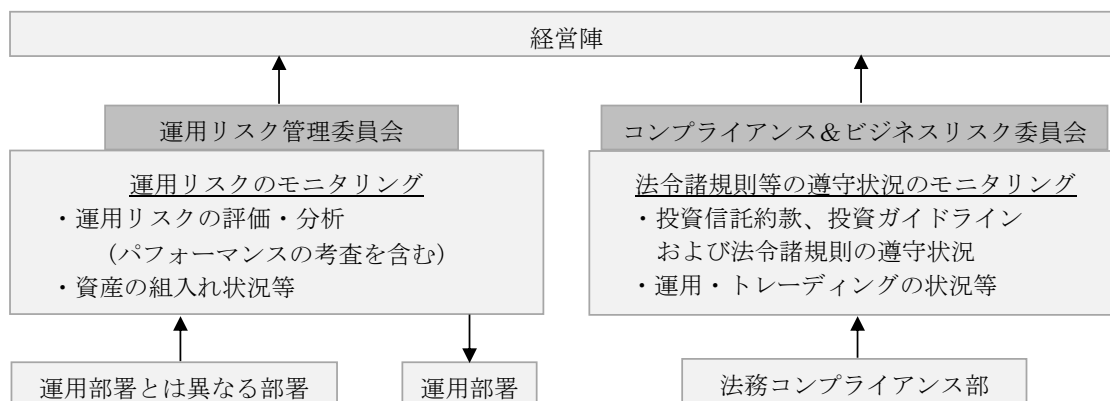 経営陣
運用リスク管理委員会
運用リスクのモニタリング
・運用リスクの評価・分析
（パフォーマンスの考査を含む）
・資産の組入れ状況等
運用部署とは異なる部署
運用部署
コンプライアンス＆ビジネスリスク委員会
法令諸規則等の遵守状況のモニタリング
・投資信託約款、投資ガイドライン
および法令諸規則の遵守状況
・運用・トレーディングの状況等
法務コンプライアンス部